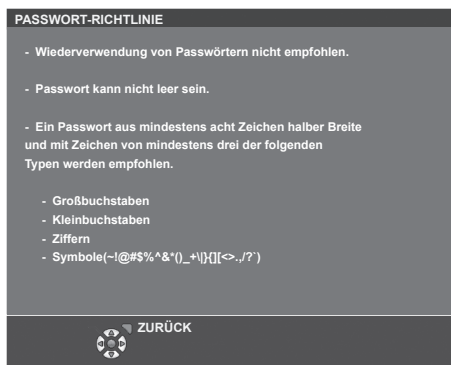 PASSWORT-RICHTLINIE
- Wiederverwendung von Passwörtern nicht empfohlen.
- Passwort kann nicht leer sein.
- Ein Passwort aus mindestens acht Zeichen halber Breite
und mit Zeichen von mindestens drei der folgenden
Typen werden empfohlen.
- Großbuchstaben
- Kleinbuchstaben
- Ziffern
- Symbole(~!@#$%^&*()_+\|}{][<>.,/?`)
ZURÜCK